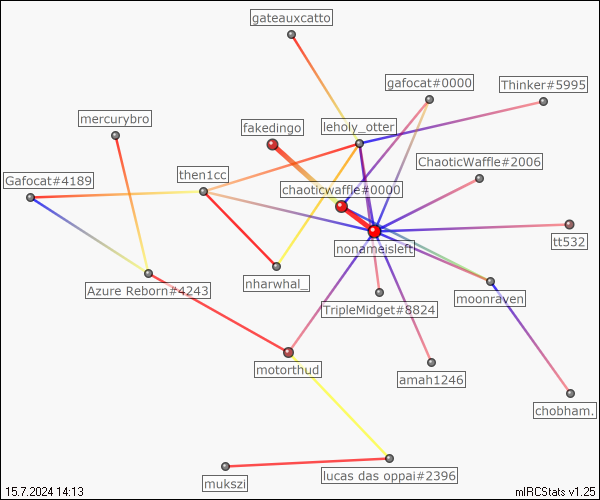 gateauxcatto
gafocat#0000
Thinker#5995
mercurybro
fakedingo
leholy_otter
ChaoticWaffle#2006
Gafocat#4189
then1cc
chaoticwaffle#0000
nonameisleft
tt532
Azure Reborn#4243
nharwhal_
moonraven
TripleMidget#8824
motorthud
amah1246
chobham.
mukszi
lucas das oppai#2396
15.7.2024 14:13
mIRCStats v1.25